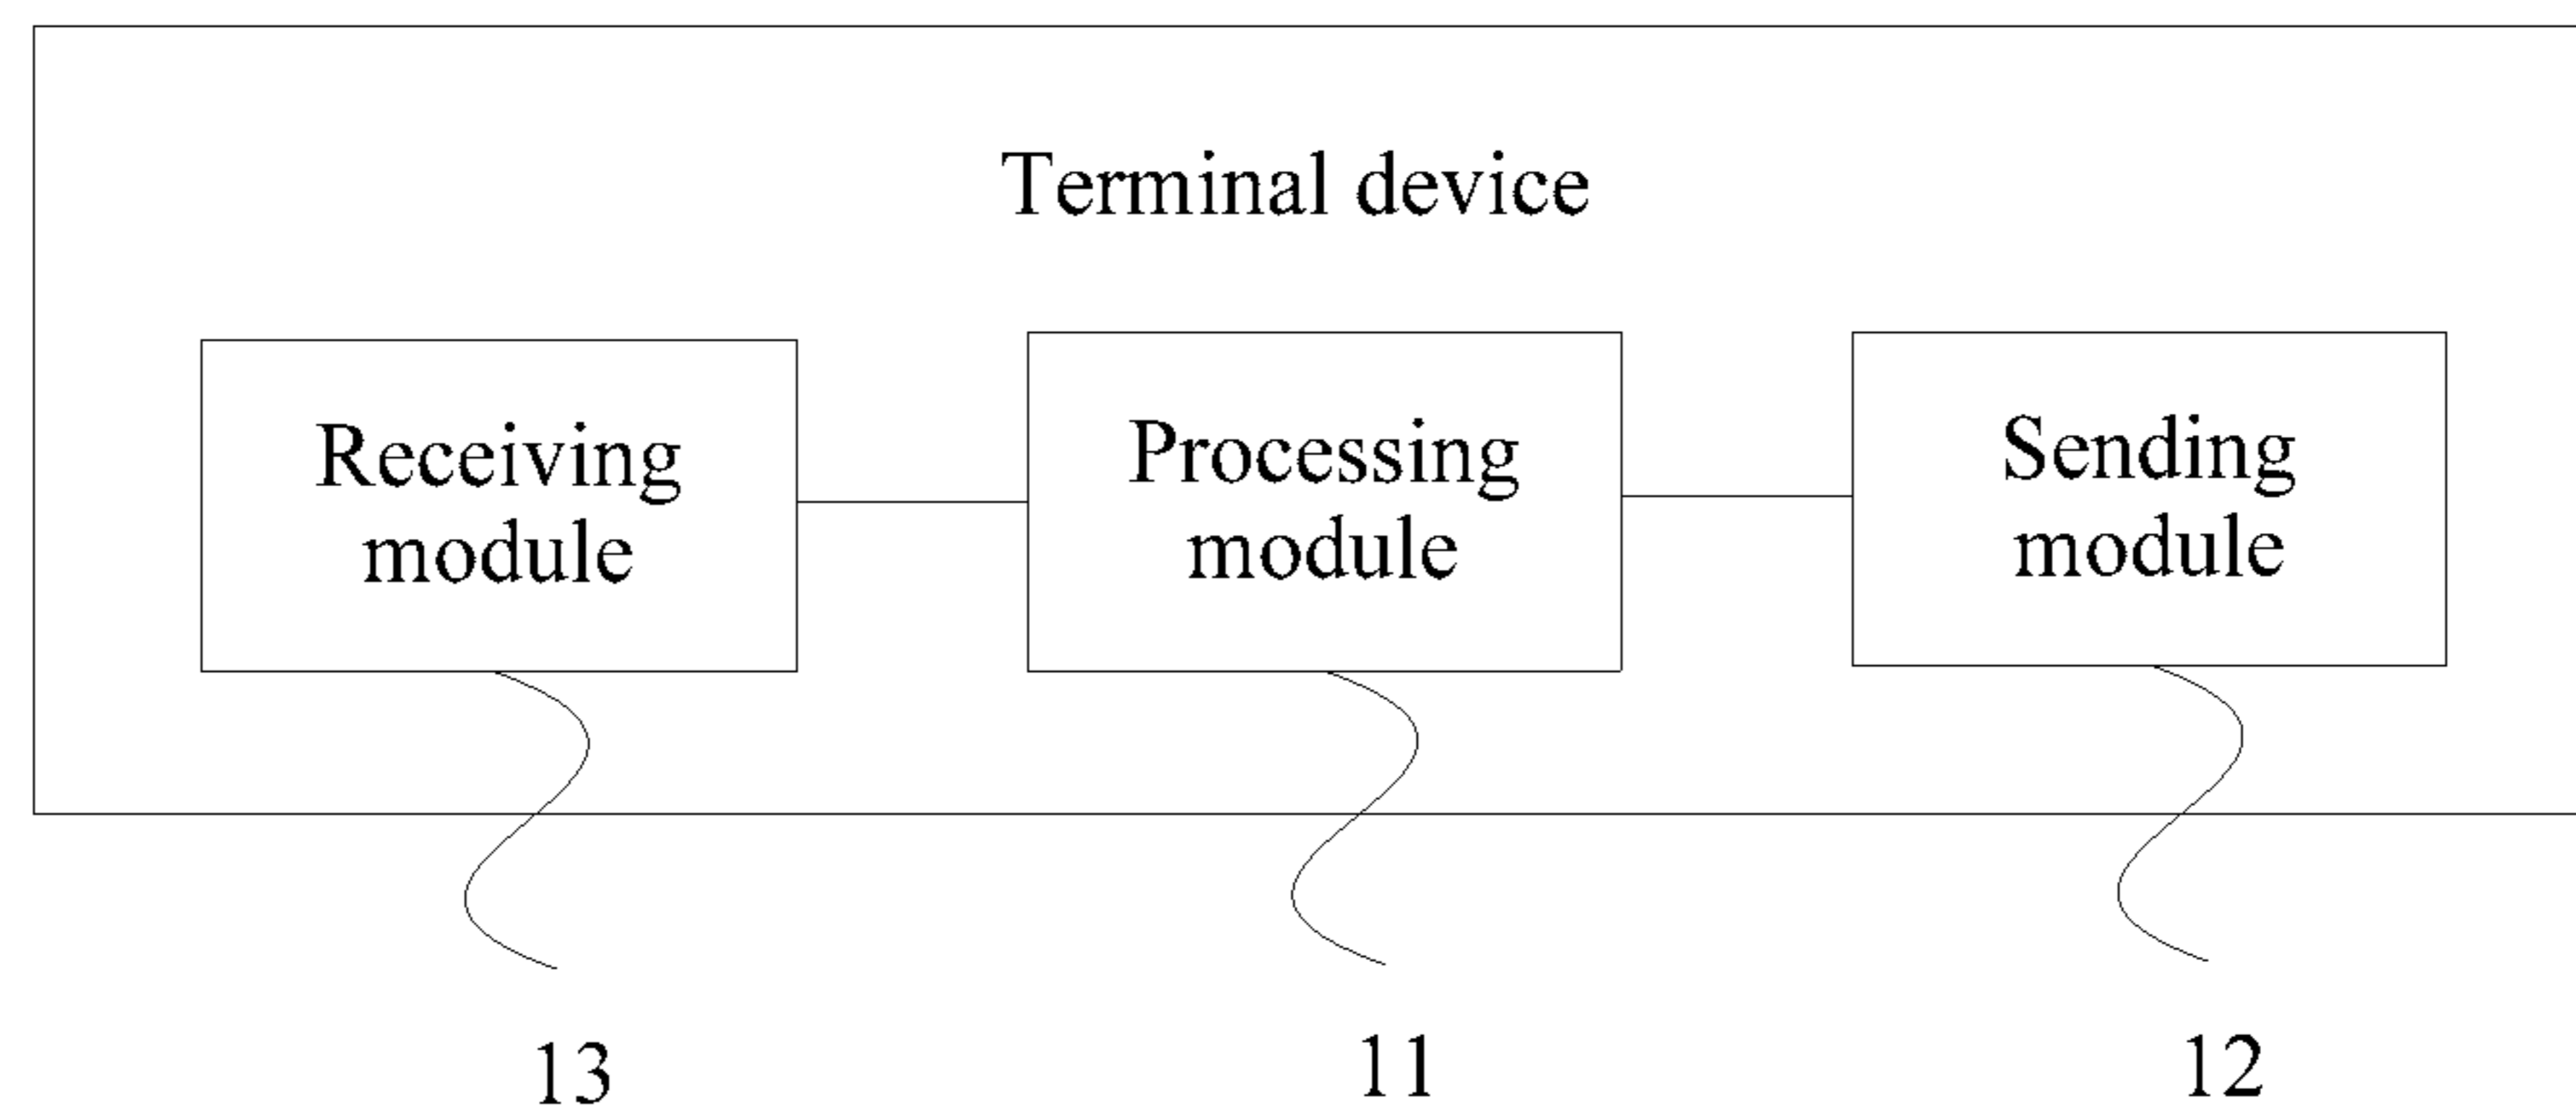 Terminal device
Receiving
module
Processing
module
Sending
module
13
11
12